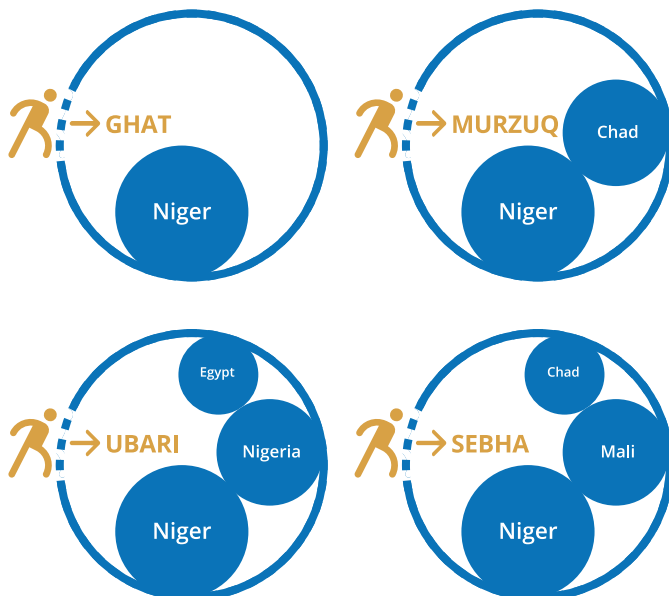 GHAT
Niger
MURZUQ
Chad
Niger
UBARI
Egypt
Nigeria
Niger
SEBHA
Chad
Mali
Niger